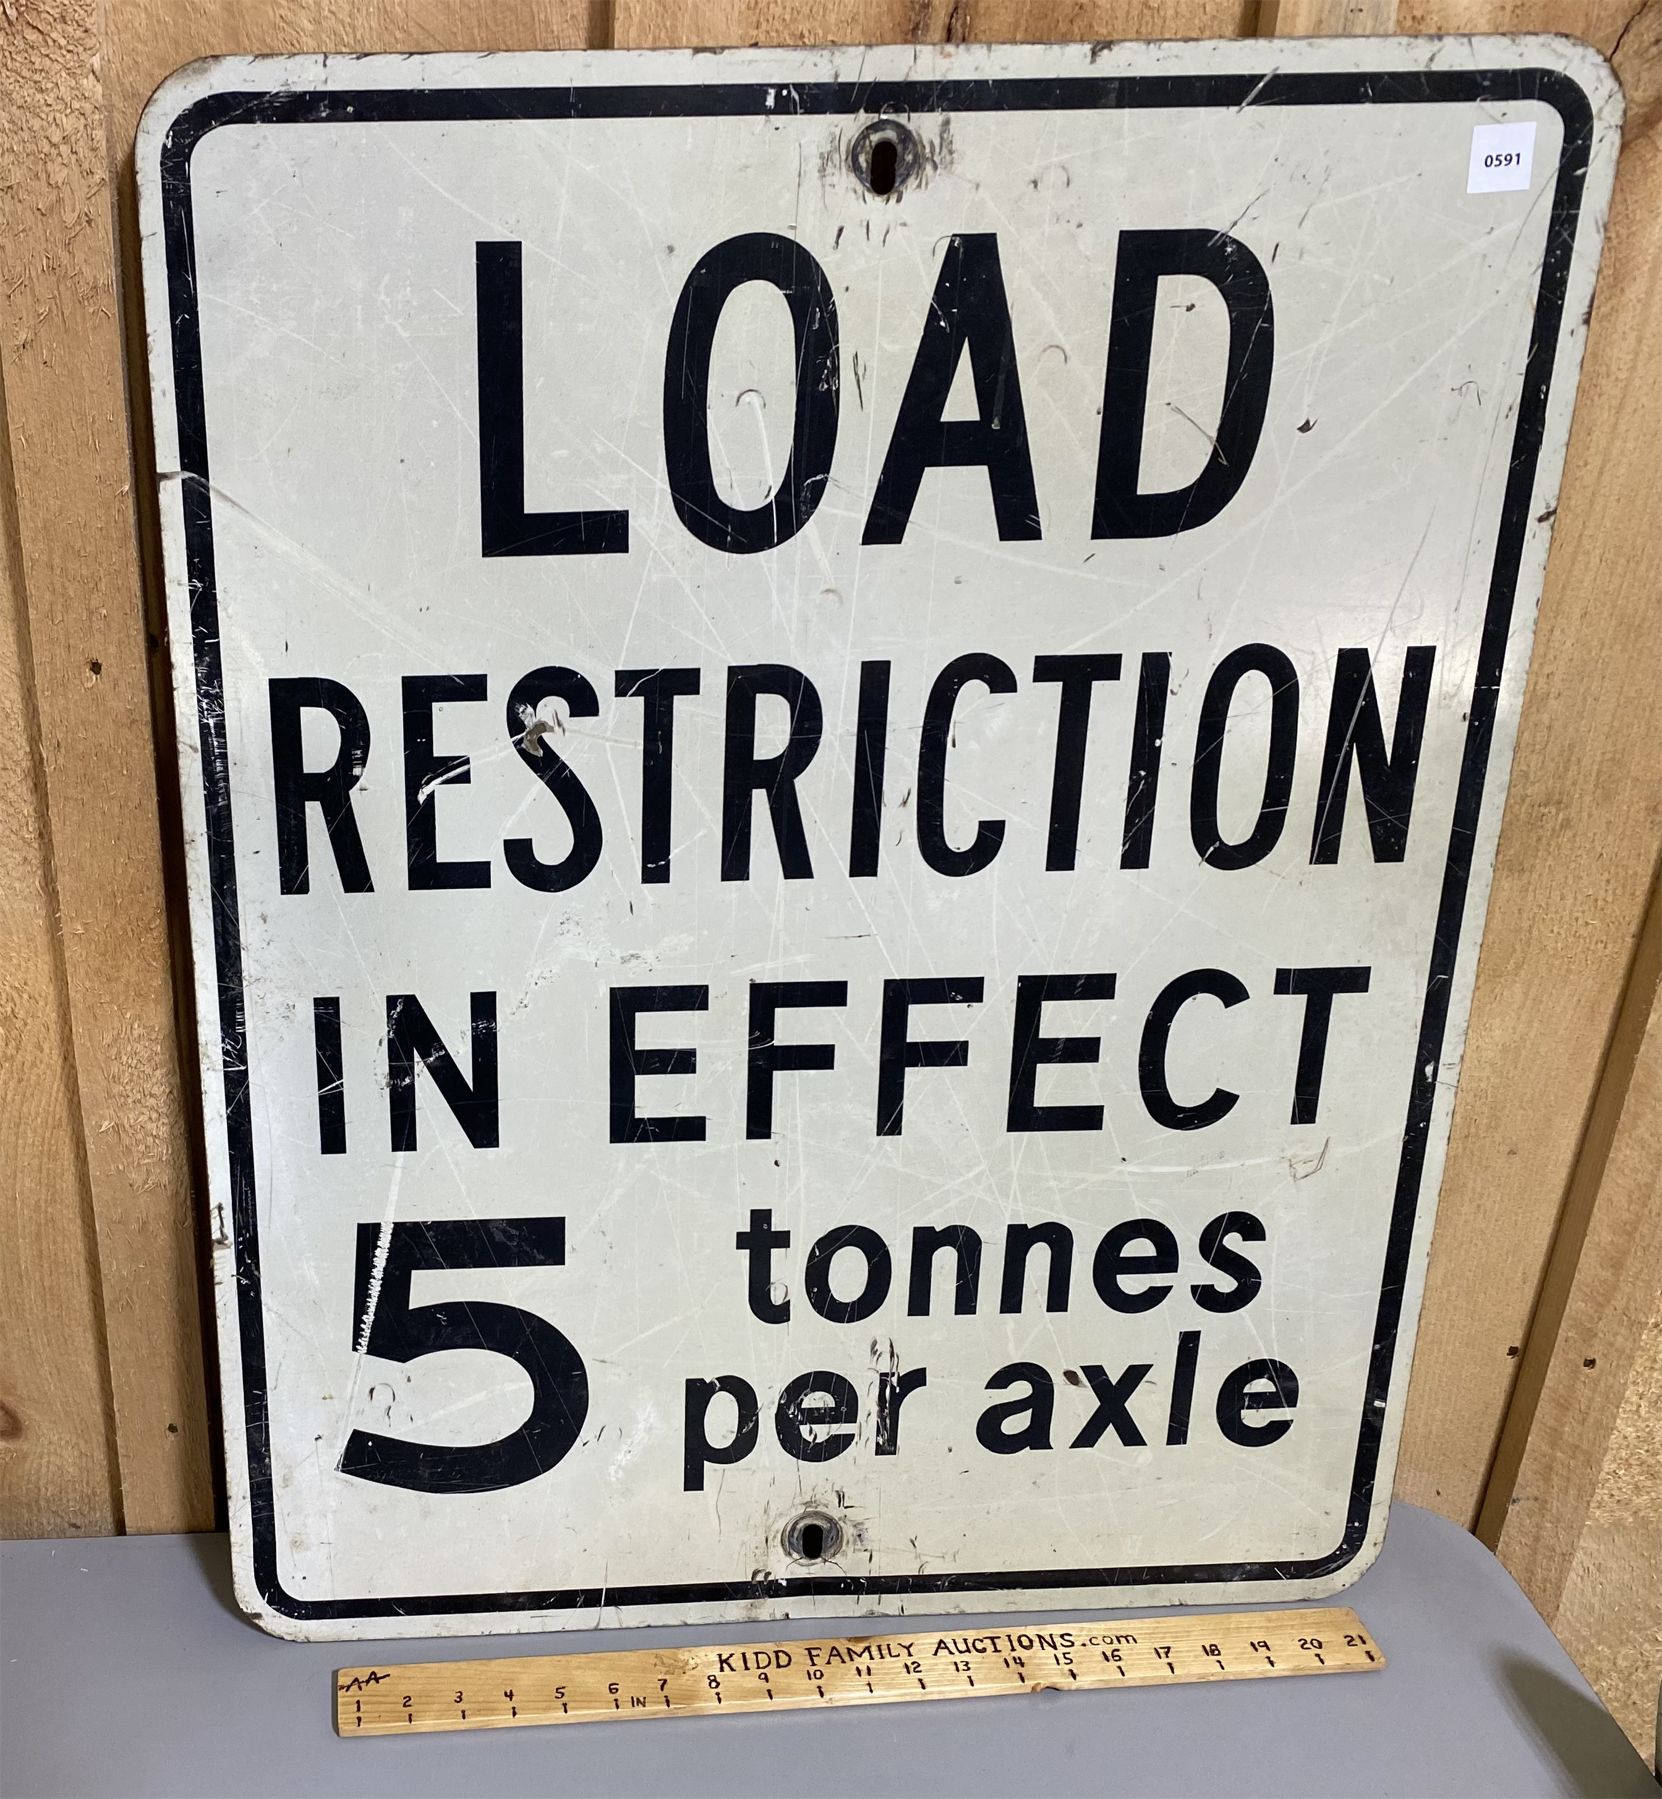 0591
LOAD
RESTRICTION
IN EFFECT
5 tonnes
per axle
KIDD FAMILY AUCTIONS.com
1 2 3 4 5 6 IN 7 8 9 10 11 12 13 14 15 16 17 18 19 20 21